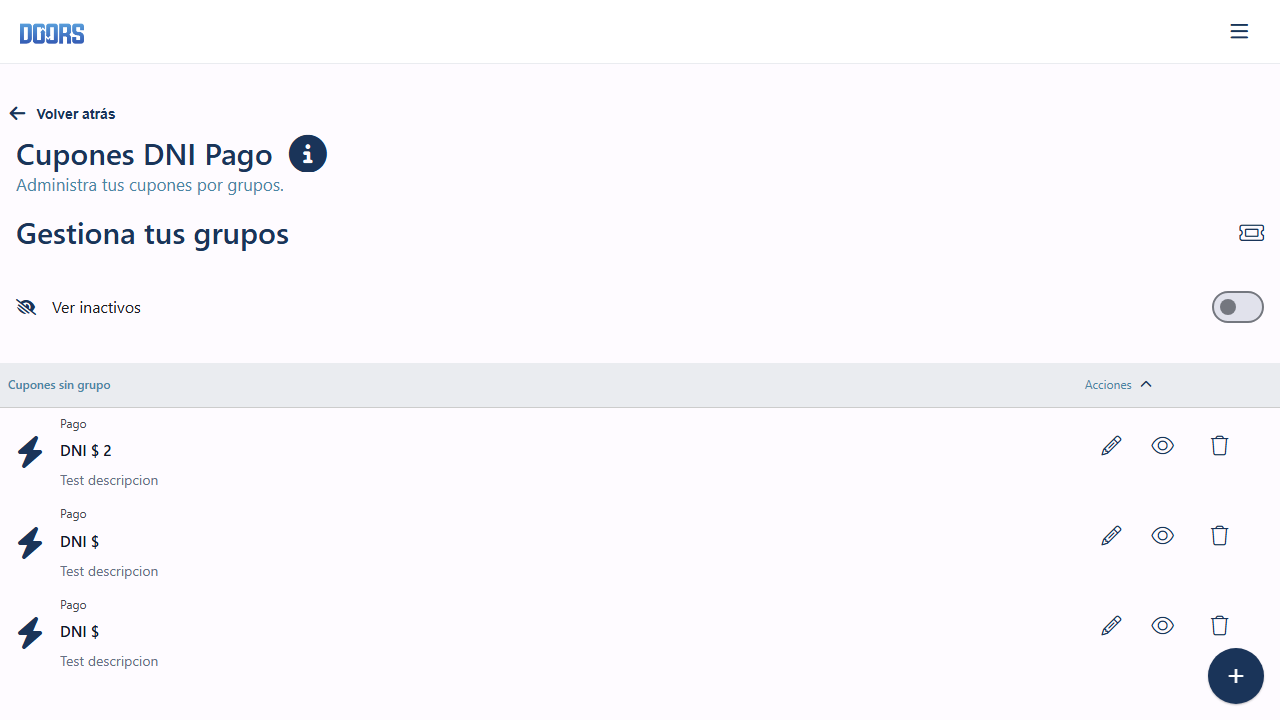 DOORS
Volver atrás
Cupones DNI Pago
Administra tus cupones por grupos.
Gestiona tus grupos
Ver inactivos
Cupones sin grupo
Acciones
Pago
DNI $ 2
Test descripcion
Pago
DNI $
Test descripcion
Pago
DNI $
Test descripcion